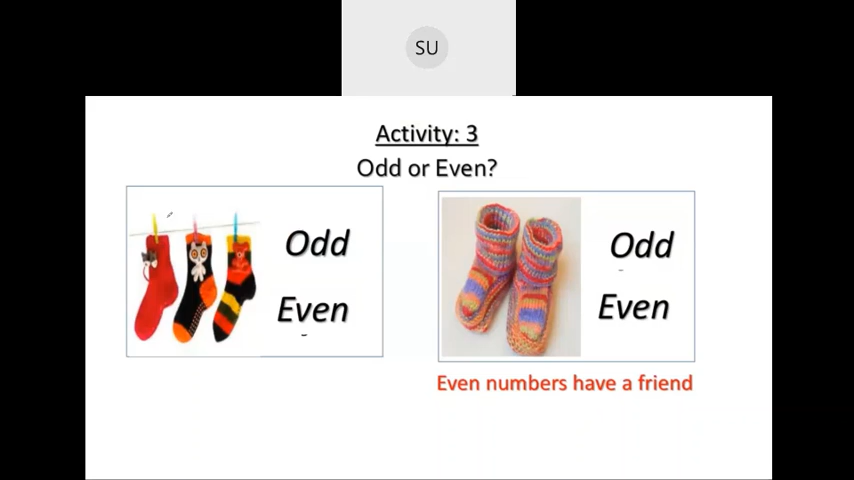 SU
Activity: 3
Odd or Even?
Odd
Even
Odd
Even
Even numbers have a friend